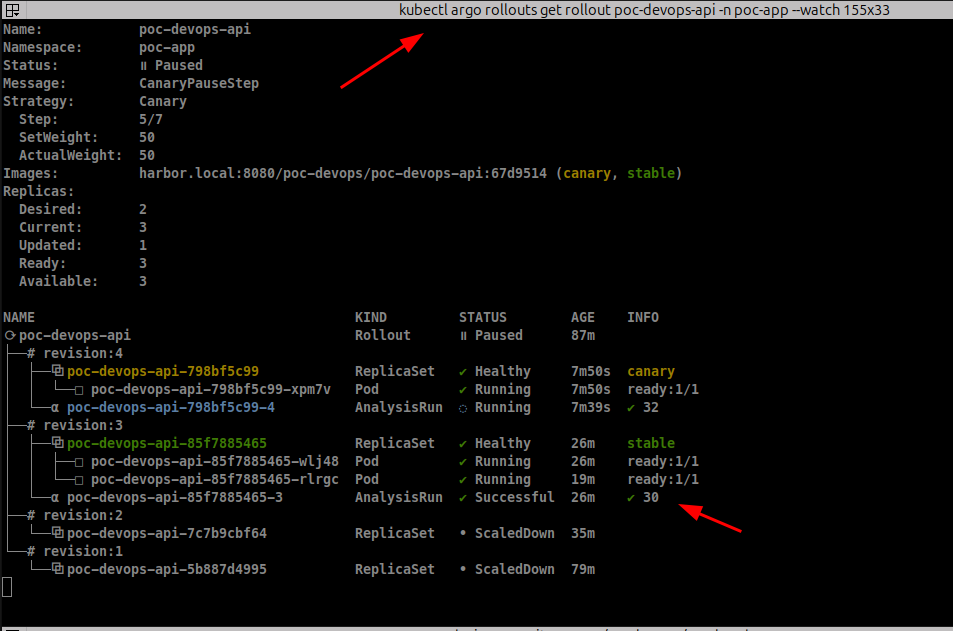 kubectl argo rollouts get rollout poc-devops-api -n poc-app --watch 155x33
Name: poc-devops-api
Namespace: poc-app
Status: ॥ Paused
Message: CanaryPauseStep
Strategy: Canary
Step: 5/7
SetWeight: 50
ActualWeight: 50
Images: harbor.local:8080/poc-devops/poc-devops-api:67d9514 (canary, stable)
Replicas:
Desired: 2
Current: 3
Updated: 1
Ready: 3
Available: 3
NAME KIND STATUS AGE INFO
⟳ poc-devops-api Rollout ॥ Paused 87m
├──# revision:4
│ ├──⧉ poc-devops-api-798bf5c99 ReplicaSet ✔ Healthy 7m50s canary
│ │ └──□ poc-devops-api-798bf5c99-xpm7v Pod ✔ Running 7m50s ready:1/1
│ └──α poc-devops-api-798bf5c99-4 AnalysisRun ◌ Running 7m39s ✔ 32
├──# revision:3
│ ├──⧉ poc-devops-api-85f7885465 ReplicaSet ✔ Healthy 26m stable
│ │ ├──□ poc-devops-api-85f7885465-wlj48 Pod ✔ Running 26m ready:1/1
│ │ └──□ poc-devops-api-85f7885465-rlrgc Pod ✔ Running 19m ready:1/1
│ └──α poc-devops-api-85f7885465-3 AnalysisRun ✔ Successful 26m ✔ 30
├──# revision:2
│ └──⧉ poc-devops-api-7c7b9cbf64 ReplicaSet • ScaledDown 35m
└──# revision:1
└──⧉ poc-devops-api-5b887d4995 ReplicaSet • ScaledDown 79m